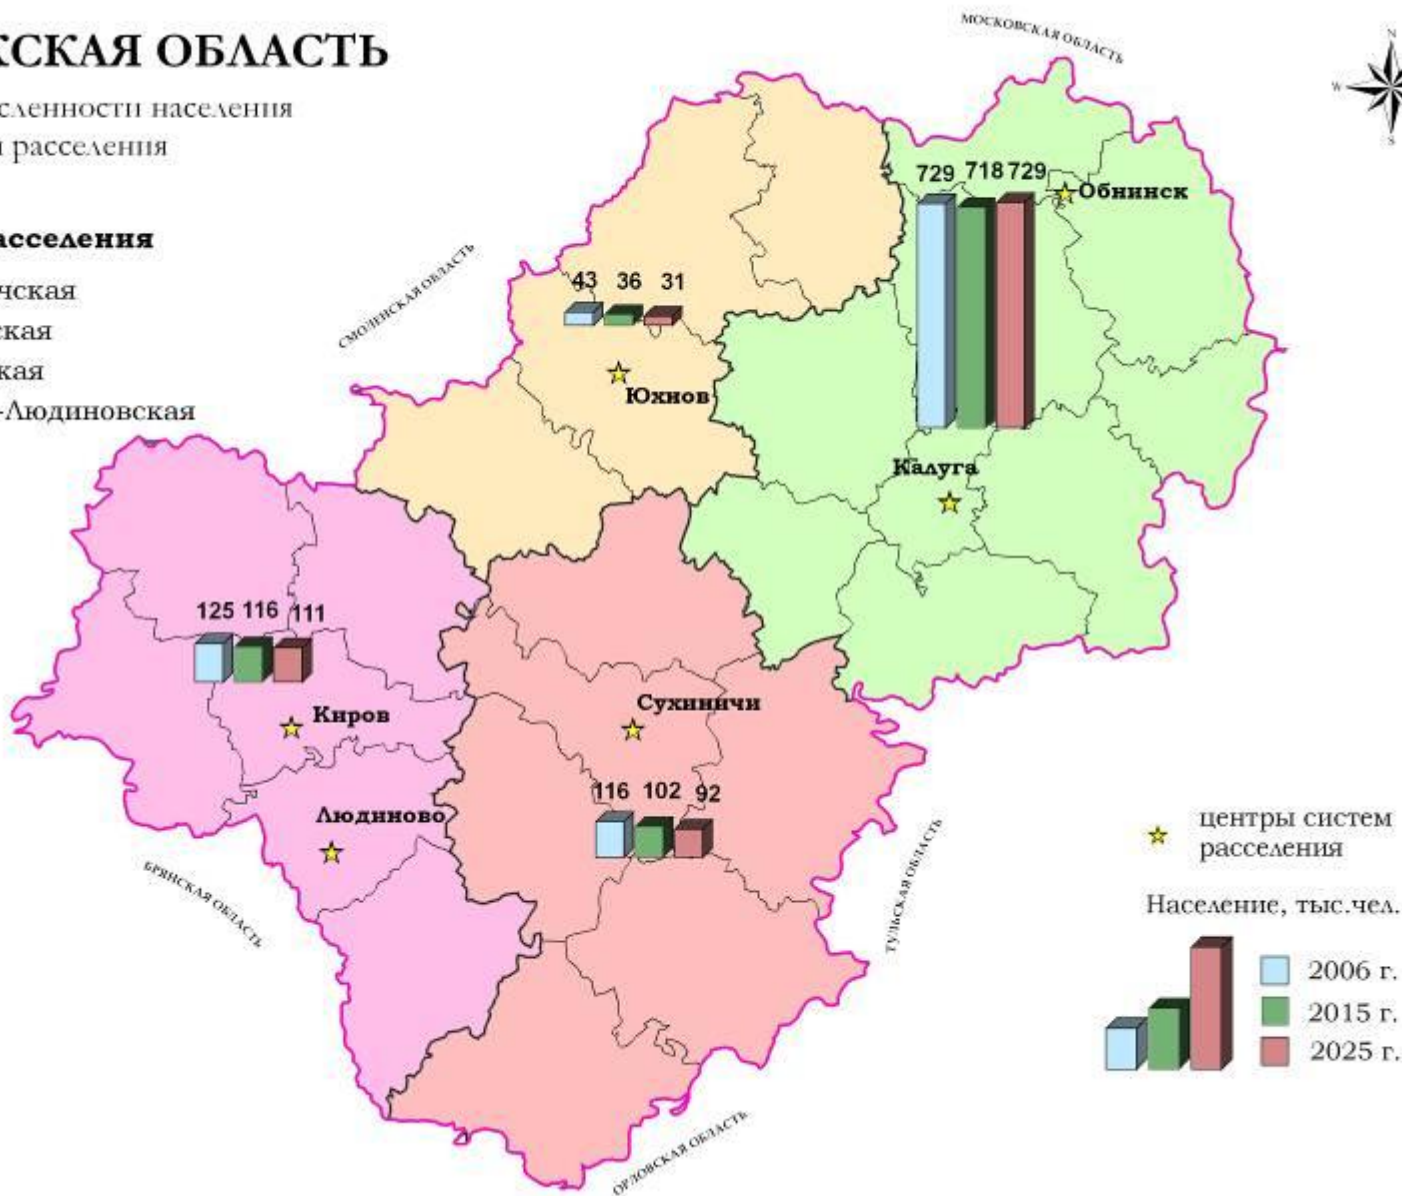 КСКАЯ ОБЛАСТЬ
сленности населения
и расселения
асселения
чская
ская
кая
-Людиновская
МОСКОВСКАЯ ОБЛАСТЬ
N
W
S
729 718 729
Обнинск
СМОЛЕНСКАЯ ОБЛАСТЬ
43 36 31
Юхнов
Калуга
125 116 111
Киров
Сухиничи
116 102 92
Людиново
БРЯНСКАЯ ОБЛАСТЬ
ТУЛЬСКАЯ ОБЛАСТЬ
ОРЛОВСКАЯ ОБЛАСТЬ
центры систем
расселения
Население, тыс.чел.
2006 г.
2015 г.
2025 г.